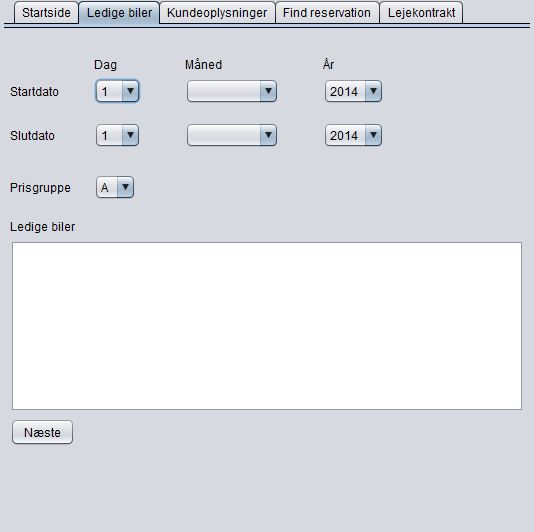 Startside Ledige biler Kundeoplysninger Find reservation Lejekontrakt
Dag Måned År
Startdato 1 2014
Slutdato 1 2014
Prisgruppe A
Ledige biler
Næste